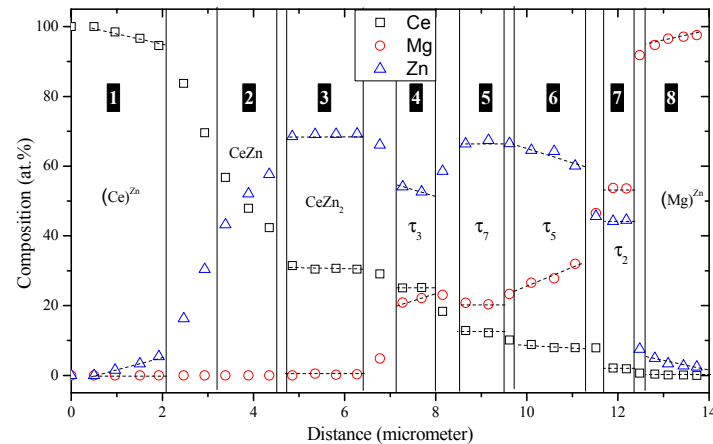 100
80
60
40
20
0
Composition (at.%)
Ce
Mg
Zn
1
2
3
4
5
6
7
8
(Ce)^Zn
CeZn
CeZn₂
τ₃
τ₇
τ₅
τ₂
(Mg)^Zn
0 2 4 6 8 10 12 14
Distance (micrometer)